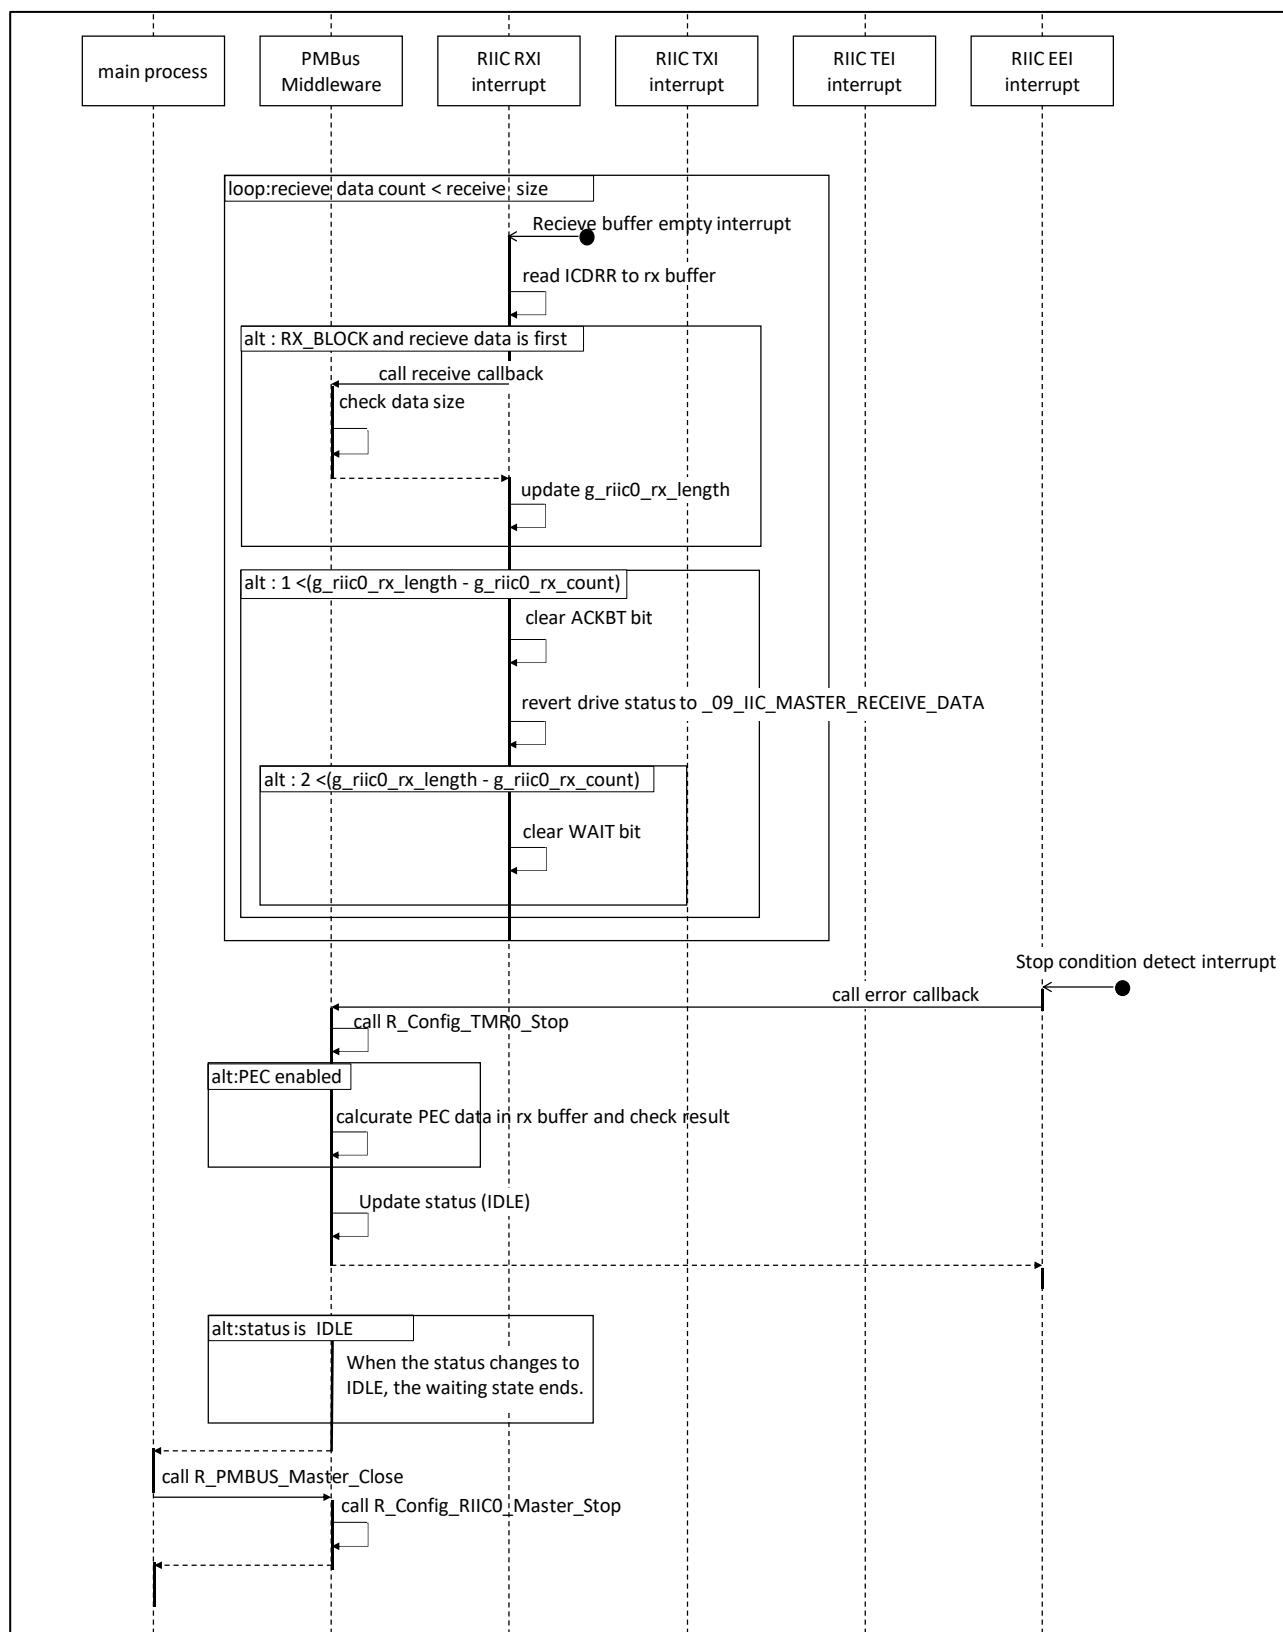 main process
PMBus
Middleware
RIIC RXI
interrupt
RIIC TXI
interrupt
RIIC TEI
interrupt
RIIC EEI
interrupt
loop:recieve data count < receive size
Recieve buffer empty interrupt
read ICDRR to rx buffer
alt : RX_BLOCK and recieve data is first
call receive callback
check data size
update g_riic0_rx_length
alt : 1 <(g_riic0_rx_length - g_riic0_rx_count)
clear ACKBT bit
revert drive status to _09_IIC_MASTER_RECEIVE_DATA
alt : 2 <(g_riic0_rx_length - g_riic0_rx_count)
clear WAIT bit
Stop condition detect interrupt
call error callback
call R_Config_TMR0_Stop
alt:PEC enabled
calcurate PEC data in rx buffer and check result
Update status (IDLE)
alt:status is IDLE
When the status changes to
IDLE, the waiting state ends.
call R_PMBUS_Master_Close
call R_Config_RIIC0_Master_Stop